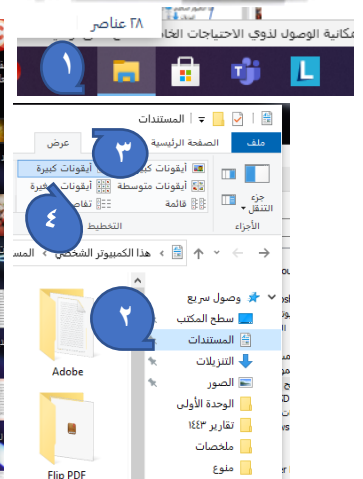 ٢٨ عناصر
مكانية الوصول لذوي الاحتياجات الخا
١
L
المستندات
ملف الصفحة الرئيسية عرض
٣
أيقونات كبيرة
أيقونات متوسطة
قائمة
جزء التنقل
الأجزاء
التخطيط
٤
هذا الكمبيوتر الشخصي › المس
وصول سريع
سطح المكتب
٢
المستندات
التنزيلات
الصور
الوحدة الأولى
تقارير ١٤٤٣
ملخصات
منوع
Adobe
Flip PDF